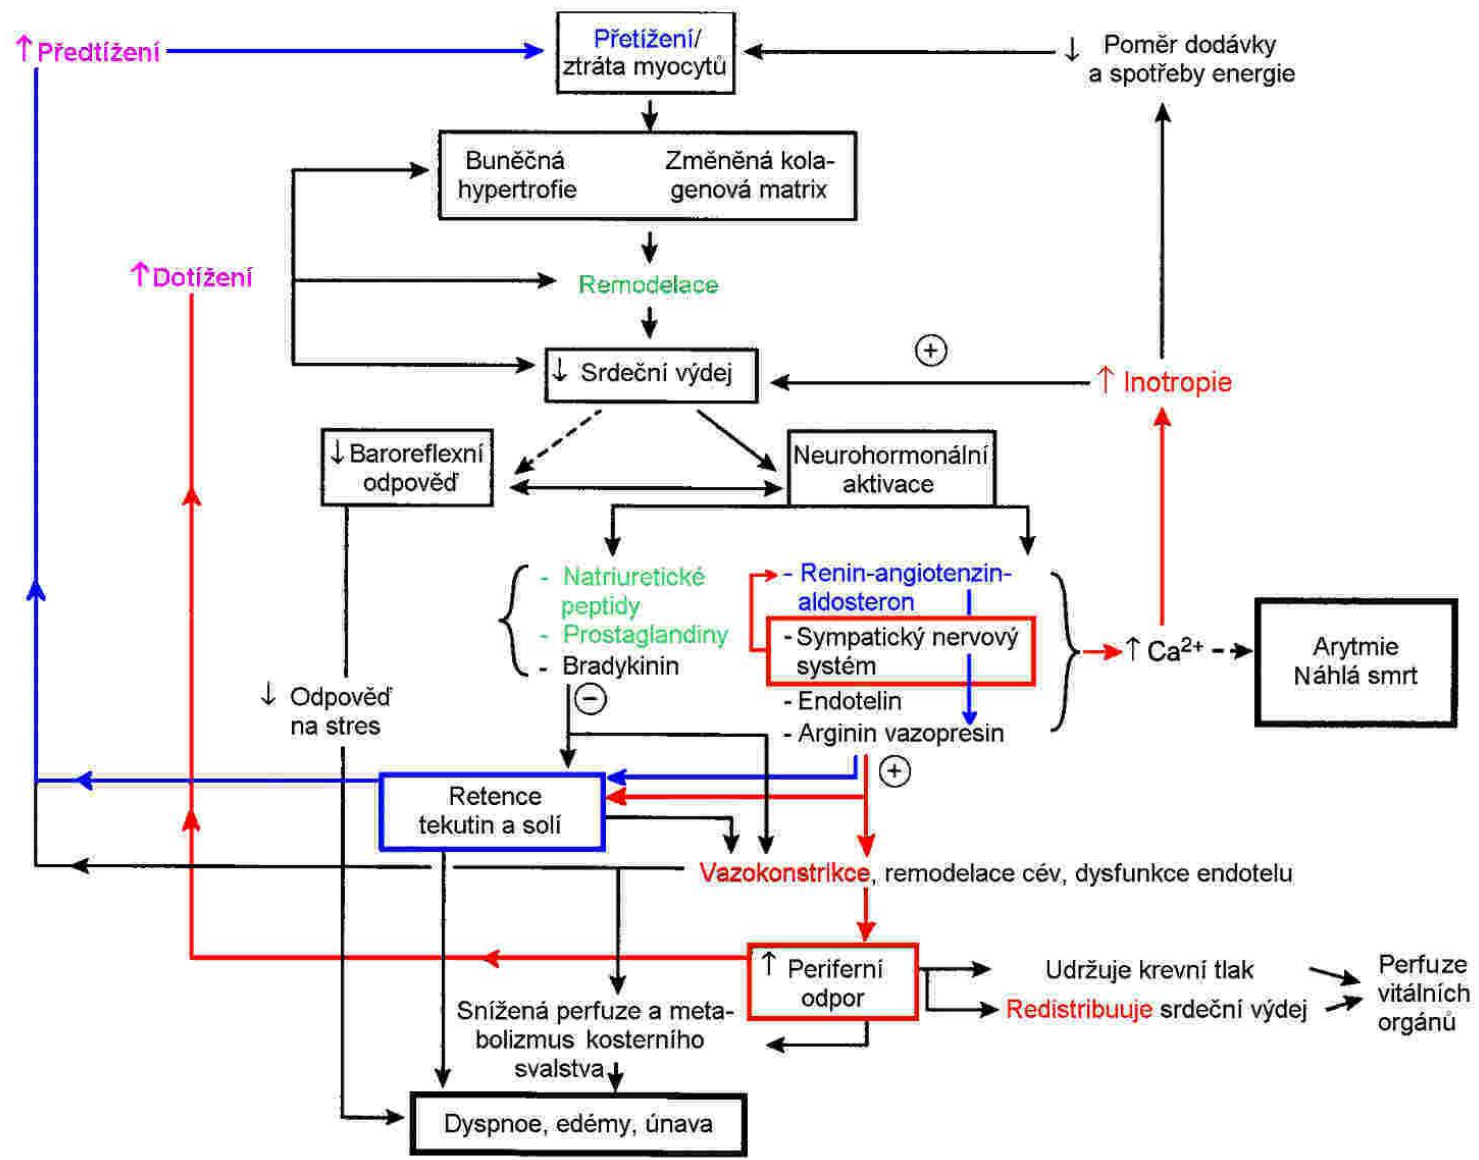 ↑Předtížení
Přetížení/
ztráta myocytů
↓ Poměr dodávky
a spotřeby energie
Buněčná
hypertrofie
Změněná kola-
genová matrix
↑Dotížení
Remodelace
↓ Srdeční výdej
+
↑ Inotropie
↓ Baroreflexní
odpověď
Neurohormonální
aktivace
- Natriuretické
peptidy
- Prostaglandiny
- Bradykinin
- Renin-angiotenzin-
aldosteron
- Sympatický nervový
systém
- Endotelin
- Arginin vazopresin
↑ Ca2+
Arytmie
Náhlá smrt
↓ Odpověď
na stres
−
+
Retence
tekutin a solí
Vazokonstrikce, remodelace cév, dysfunkce endotelu
↑ Periferní
odpor
Udržuje krevní tlak
Redistribuuje srdeční výdej
Perfuze
vitálních
orgánů
Snížená perfuze a meta-
bolizmus kosterního
svalstva
Dyspnoe, edémy, únava